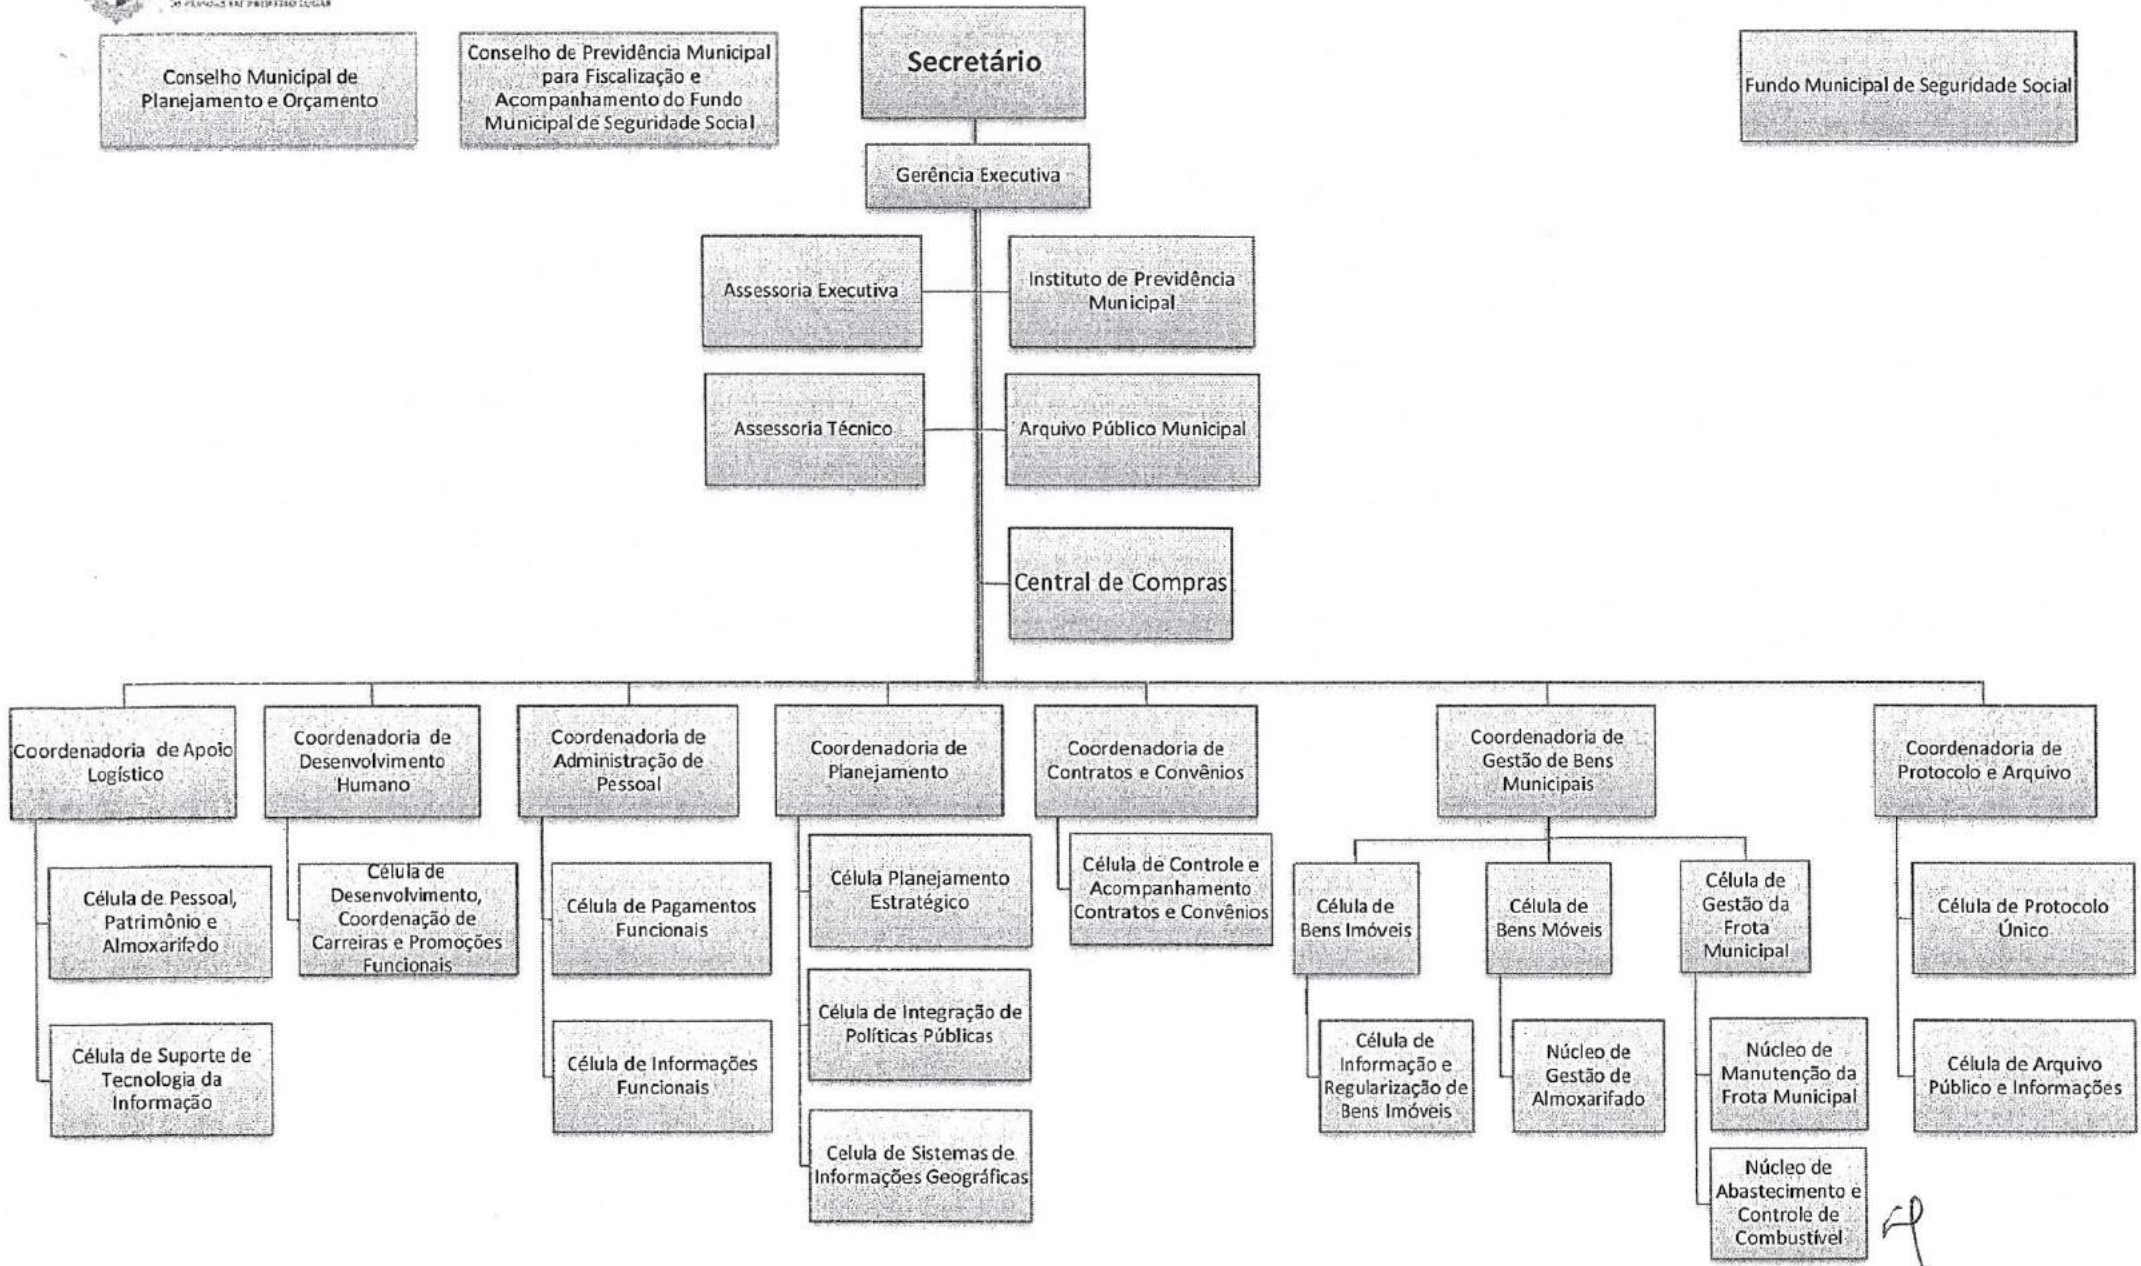 EM PRIMEIRO LUGAR
Conselho Municipal de
Planejamento e Orçamento
Conselho de Previdência Municipal
para Fiscalização e
Acompanhamento do Fundo
Municipal de Seguridade Social
Secretário
Fundo Municipal de Seguridade Social
Gerência Executiva
Assessoria Executiva
Instituto de Previdência
Municipal
Assessoria Técnico
Arquivo Público Municipal
Central de Compras
Coordenadoria de Apoio
Logístico
Coordenadoria de
Desenvolvimento
Humano
Coordenadoria de
Administração de
Pessoal
Coordenadoria de
Planejamento
Coordenadoria de
Contratos e Convênios
Coordenadoria de
Gestão de Bens
Municipais
Coordenadoria de
Protocolo e Arquivo
Célula de Pessoal,
Patrimônio e
Almoxarifado
Célula de
Desenvolvimento,
Coordenação de
Carreiras e Promoções
Funcionais
Célula de Pagamentos
Funcionais
Célula Planejamento
Estratégico
Célula de Controle e
Acompanhamento
Contratos e Convênios
Célula de
Bens Imóveis
Célula de
Bens Móveis
Célula de
Gestão da
Frota
Municipal
Célula de Protocolo
Único
Célula de Suporte de
Tecnologia da
Informação
Célula de Informações
Funcionais
Célula de Integração de
Políticas Públicas
Celula de Sistemas de
Informações Geográficas
Célula de
Informação e
Regularização de
Bens Imóveis
Núcleo de
Gestão de
Almoxarifado
Núcleo de
Manutenção da
Frota Municipal
Núcleo de
Abastecimento e
Controle de
Combustível
Célula de Arquivo
Público e Informações